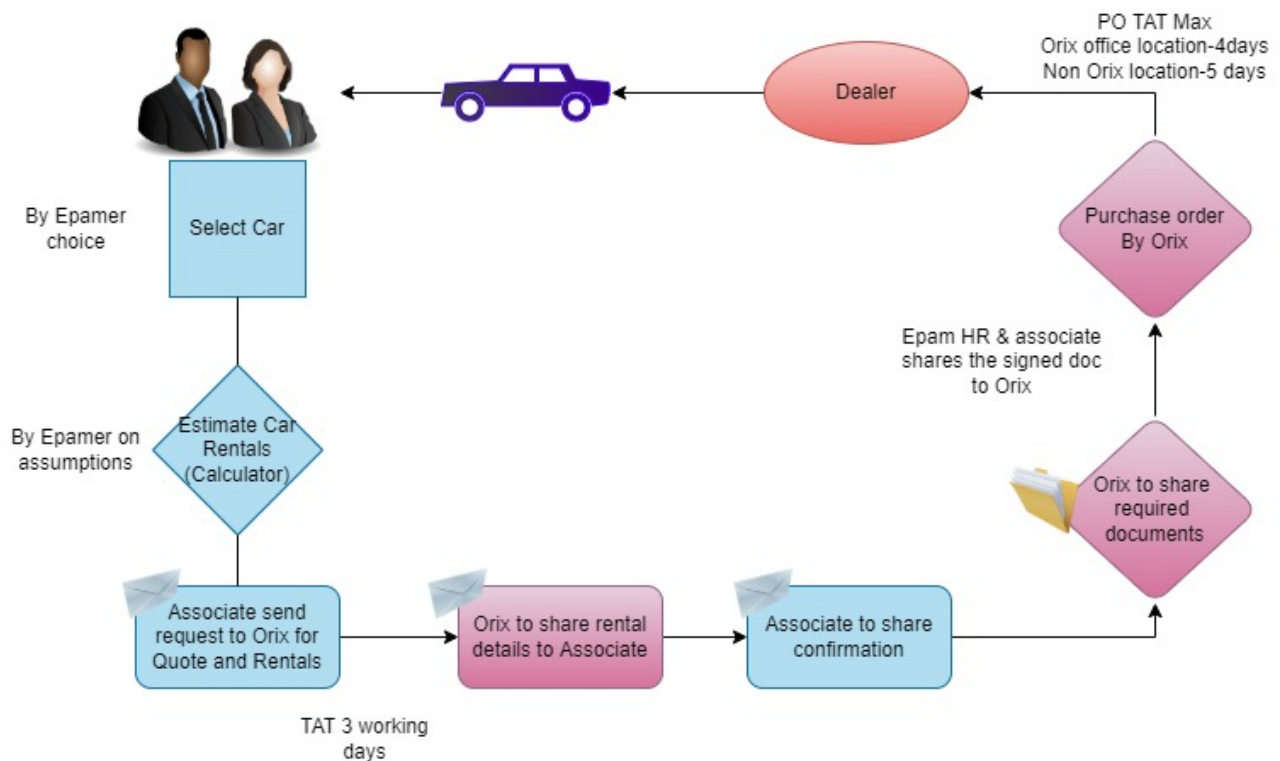 PO TAT Max
Orix office location-4days
Non Orix location-5 days
Dealer
By Epamer
choice
Select Car
Purchase order
By Orix
Epam HR & associate
shares the signed doc
to Orix
By Epamer on
assumptions
Estimate Car
Rentals
(Calculator)
Orix to share
required
documents
Associate send
request to Orix for
Quote and Rentals
Orix to share rental
details to Associate
Associate to share
confirmation
TAT 3 working
days